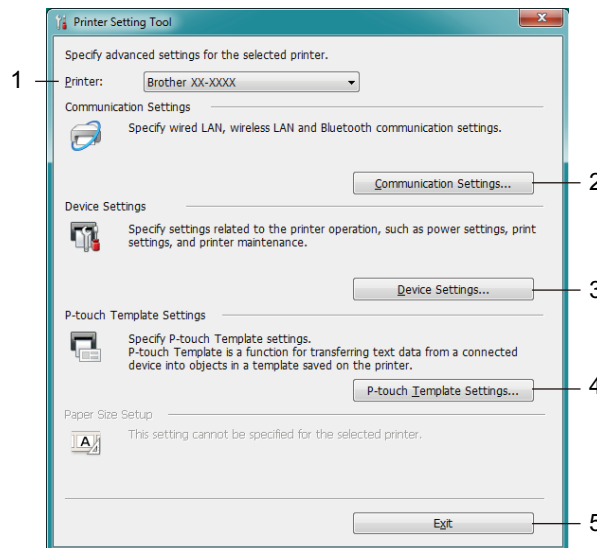 Printer Setting Tool
Specify advanced settings for the selected printer.
1
Printer:
Brother XX-XXXX
Communication Settings
Specify wired LAN, wireless LAN and Bluetooth communication settings.
Communication Settings...
2
Device Settings
Specify settings related to the printer operation, such as power settings, print
settings, and printer maintenance.
Device Settings...
3
P-touch Template Settings
Specify P-touch Template settings.
P-touch Template is a function for transferring text data from a connected
device into objects in a template saved on the printer.
P-touch Template Settings...
4
Paper Size Setup
A
This setting cannot be specified for the selected printer.
Exit
5